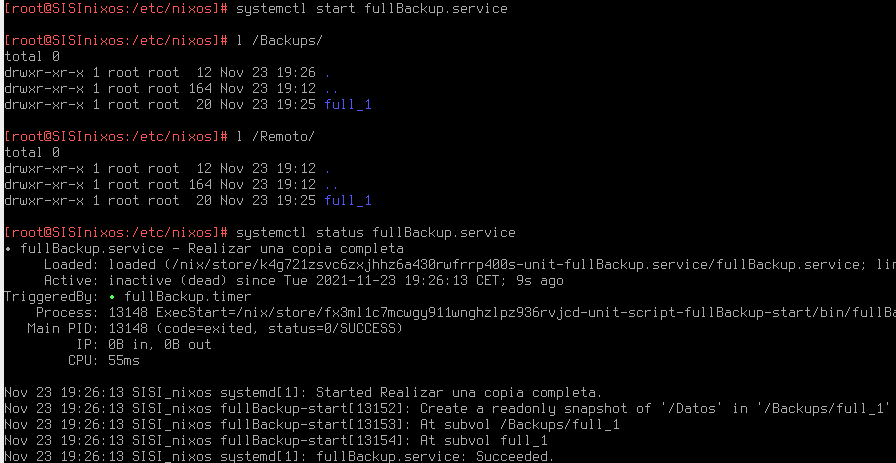 [root@SISInixos:/etc/nixos]# systemctl start fullBackup.service
[root@SISInixos:/etc/nixos]# l /Backups/
total 0
drwxr-xr-x 1 root root  12 Nov 23 19:26 .
drwxr-xr-x 1 root root 164 Nov 23 19:12 ..
drwxr-xr-x 1 root root  20 Nov 23 19:25 full_1
[root@SISInixos:/etc/nixos]# l /Remoto/
total 0
drwxr-xr-x 1 root root  12 Nov 23 19:12 .
drwxr-xr-x 1 root root 164 Nov 23 19:12 ..
drwxr-xr-x 1 root root  20 Nov 23 19:25 full_1
[root@SISInixos:/etc/nixos]# systemctl status fullBackup.service
• fullBackup.service - Realizar una copia completa
Loaded: loaded (/nix/store/k4g721zsvc6zxjhhz6a430rwfrrp400s-unit-fullBackup.service/fullBackup.service; lin
Active: inactive (dead) since Tue 2021-11-23 19:26:13 CET; 9s ago
TriggeredBy: • fullBackup.timer
Process: 13148 ExecStart=/nix/store/fx3ml1c7mcwgy911wnghzlpz936rvjcd-unit-script-fullBackup-start/bin/fullBa
Main PID: 13148 (code=exited, status=0/SUCCESS)
IP: 0B in, 0B out
CPU: 55ms
Nov 23 19:26:13 SISI_nixos systemd[1]: Started Realizar una copia completa.
Nov 23 19:26:13 SISI_nixos fullBackup-start[13152]: Create a readonly snapshot of '/Datos' in '/Backups/full_1'
Nov 23 19:26:13 SISI_nixos fullBackup-start[13153]: At subvol /Backups/full_1
Nov 23 19:26:13 SISI_nixos fullBackup-start[13154]: At subvol full_1
Nov 23 19:26:13 SISI_nixos systemd[1]: fullBackup.service: Succeeded.